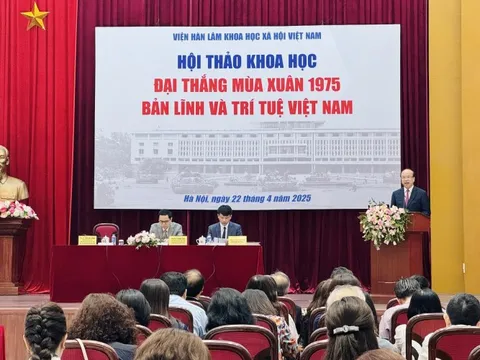 VIỆN HÀN LÂM KHOA HỌC XÃ HỘI VIỆT NAM
HỘI THẢO KHOA HỌC
ĐẠI THẮNG MÙA XUÂN 1975
BẢN LĨNH VÀ TRÍ TUỆ VIỆT NAM
Hà Nội, ngày 22 tháng 4 năm 2025